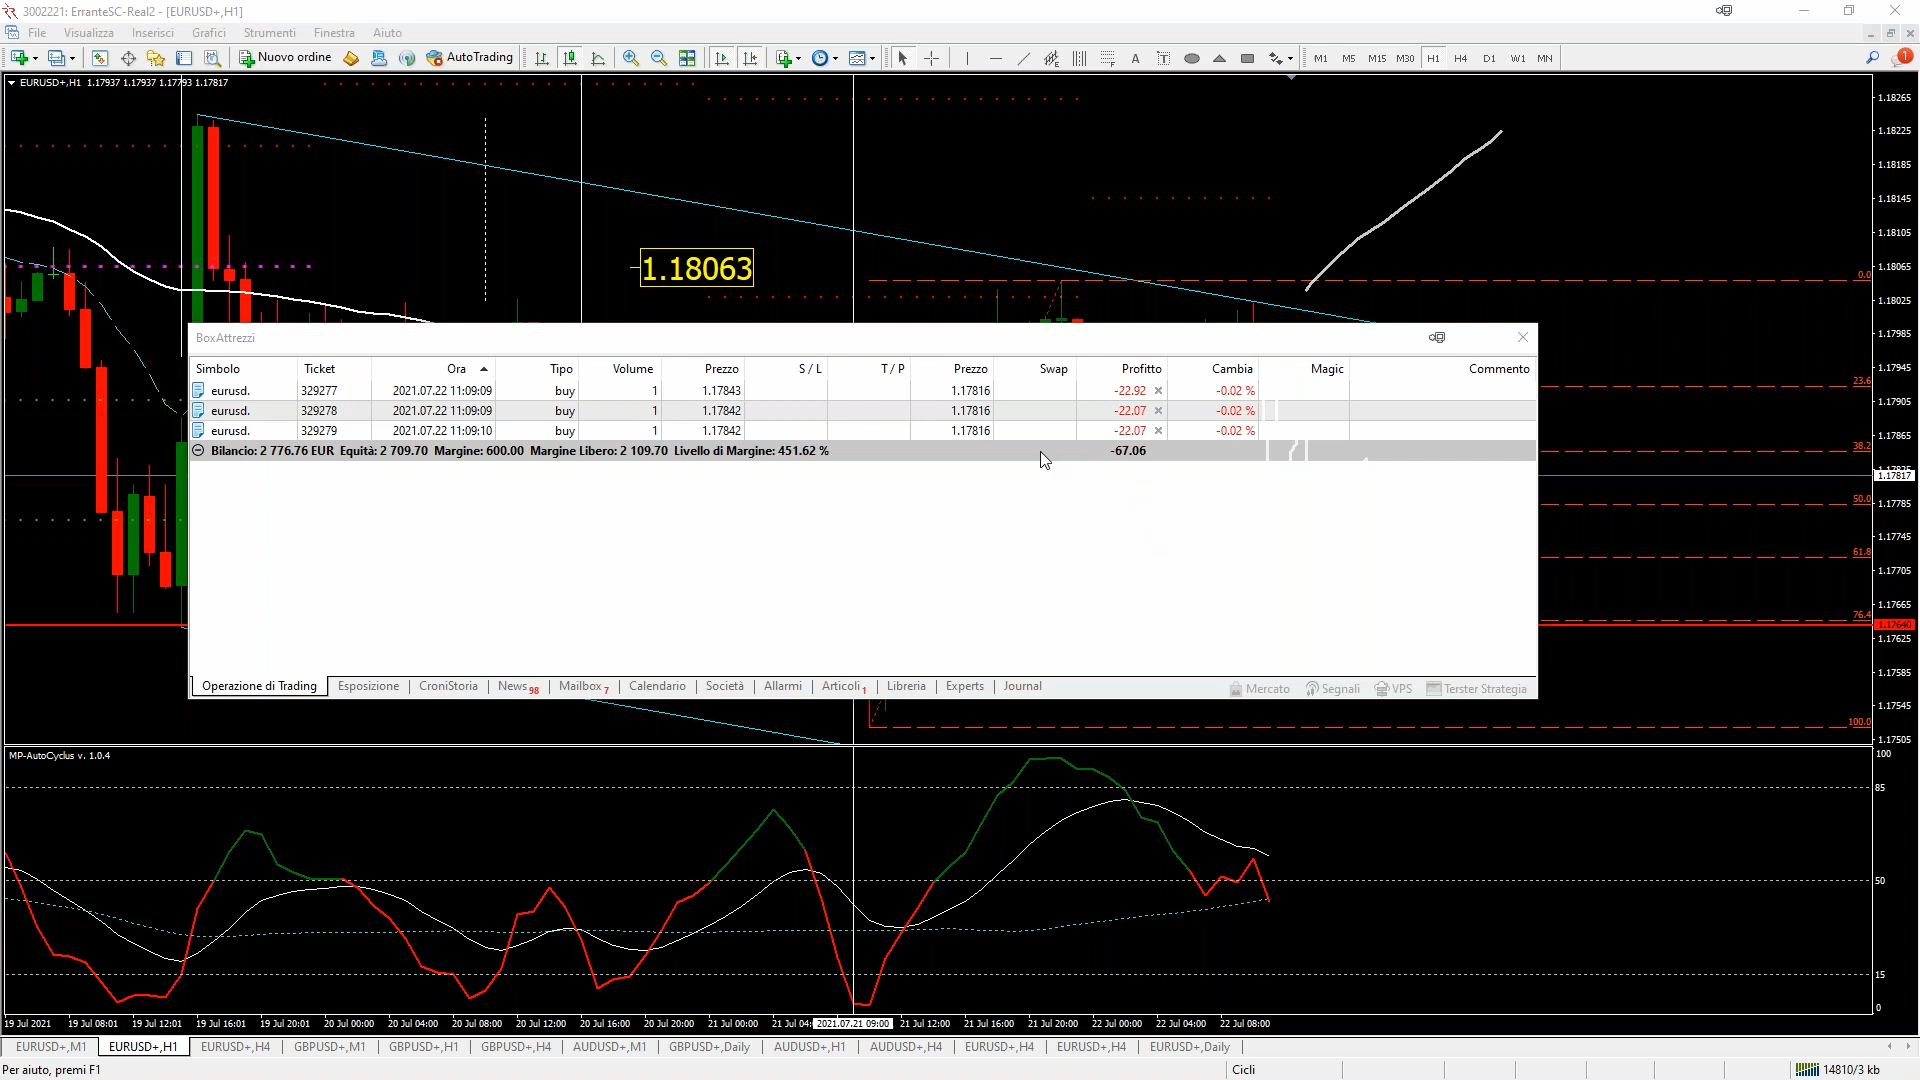 3002221: ErranteSC-Real2 - [EURUSD+,H1]
File Visualizza Inserisci Grafici Strumenti Finestra Aiuto
Nuovo ordine AutoTrading A T M1 M5 M15 M30 H1 H4 D1 W1 MN 1
EURUSD+,H1 1.17937 1.17937 1.17793 1.17817
1.18265
1.18225
1.18185
1.18145
1.18105
1.18065
1.18063
0.0
1.18025
1.17985
BoxAttrezzi
Simbolo Ticket Ora Tipo Volume Prezzo S / L T / P Prezzo Swap Profitto Cambia Magic Commento
eurusd. 329277 2021.07.22 11:09:09 buy 1 1.17843 1.17816 -22.92 -0.02 %
eurusd. 329278 2021.07.22 11:09:09 buy 1 1.17842 1.17816 -22.07 -0.02 %
eurusd. 329279 2021.07.22 11:09:10 buy 1 1.17842 1.17816 -22.07 -0.02 %
Bilancio: 2 776.76 EUR Equità: 2 709.70 Margine: 600.00 Margine Libero: 2 109.70 Livello di Margine: 451.62 % -67.06
1.17945
23.6
1.17905
1.17865
38.2
1.17817
50.0
1.17785
1.17745
61.8
1.17705
1.17665
76.4
1.17640
1.17625
1.17585
1.17545
100.0
1.17505
Operazione di Trading Esposizione CroniStoria News 98 Mailbox 7 Calendario Società Allarmi Articoli 1 Libreria Experts Journal Mercato Segnali VPS Terster Strategia
MP-AutoCyclus v. 1.0.4
100
85
50
15
0
19 Jul 2021 19 Jul 08:01 19 Jul 12:01 19 Jul 16:01 19 Jul 20:01 20 Jul 00:00 20 Jul 04:00 20 Jul 08:00 20 Jul 12:00 20 Jul 16:00 20 Jul 20:00 21 Jul 00:00 21 Jul 04: 2021.07.21 09:00 21 Jul 12:00 21 Jul 16:00 21 Jul 20:00 22 Jul 00:00 22 Jul 04:00 22 Jul 08:00
EURUSD+,M1 EURUSD+,H1 EURUSD+,H4 GBPUSD+,M1 GBPUSD+,H1 GBPUSD+,H4 AUDUSD+,M1 GBPUSD+,Daily AUDUSD+,H1 AUDUSD+,H4 EURUSD+,H4 EURUSD+,H4 EURUSD+,Daily
Per aiuto, premi F1 Cicli 14810/3 kb